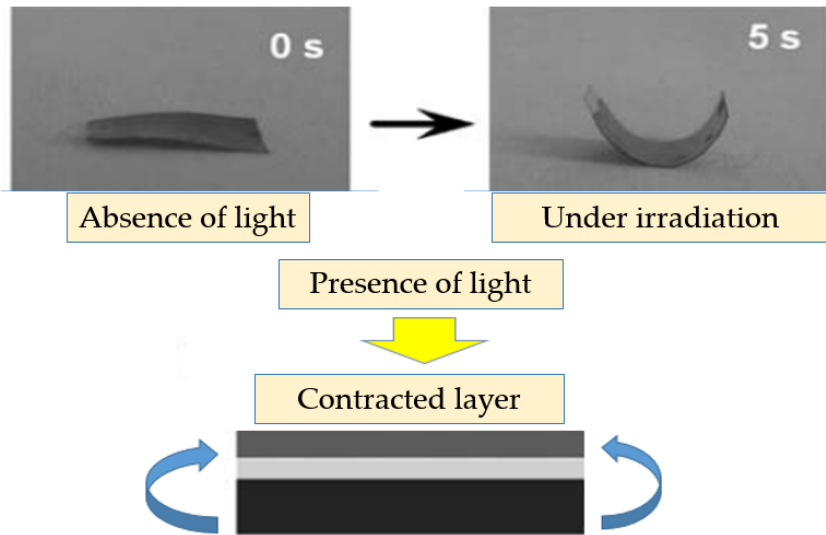 0 s
5 s
Absence of light
Under irradiation
Presence of light
Contracted layer